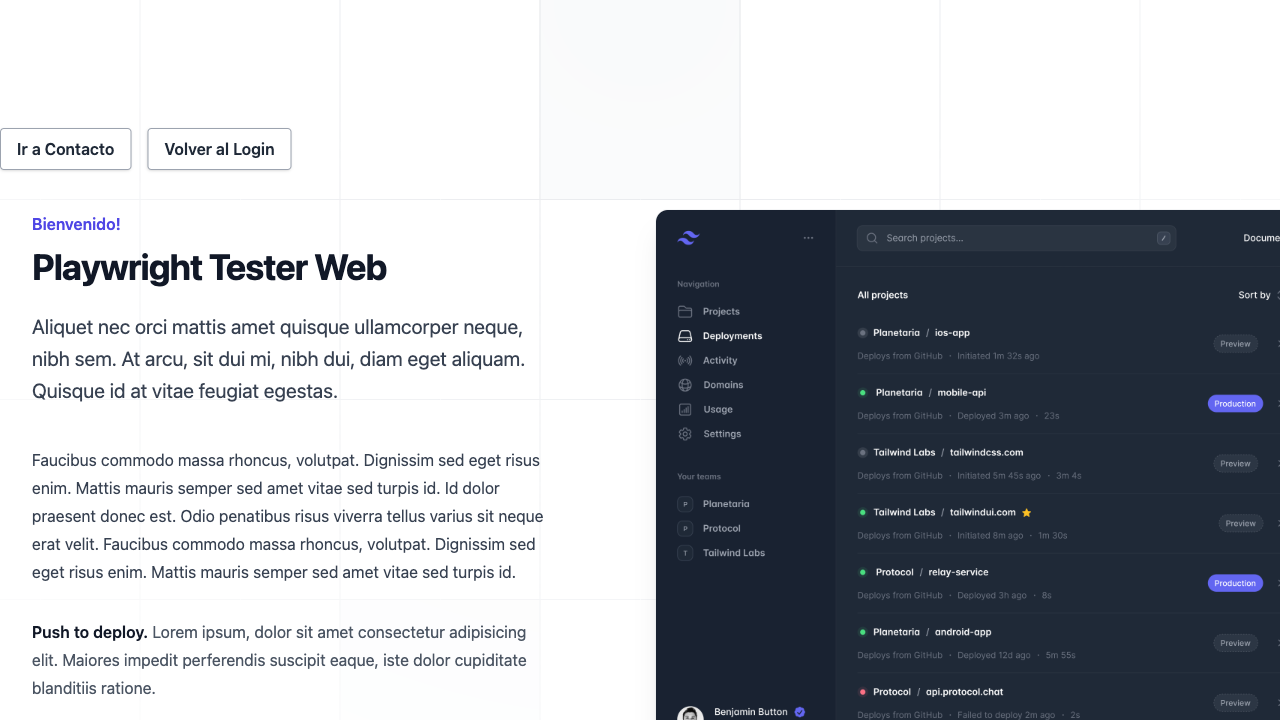 Ir a Contacto
Volver al Login
Bienvenido!
Playwright Tester Web
Aliquet nec orci mattis amet quisque ullamcorper neque,
nibh sem. At arcu, sit dui mi, nibh dui, diam eget aliquam.
Quisque id at vitae feugiat egestas.
Faucibus commodo massa rhoncus, volutpat. Dignissim sed eget risus
enim. Mattis mauris semper sed amet vitae sed turpis id. Id dolor
praesent donec est. Odio penatibus risus viverra tellus varius sit neque
erat velit. Faucibus commodo massa rhoncus, volutpat. Dignissim sed
eget risus enim. Mattis mauris semper sed amet vitae sed turpis id.
Push to deploy. Lorem ipsum, dolor sit amet consectetur adipisicing
elit. Maiores impedit perferendis suscipit eaque, iste dolor cupiditate
blanditiis ratione.
Navigation
Projects
Deployments
Activity
Domains
Usage
Settings
Your teams
P Planetaria
P Protocol
T Tailwind Labs
Benjamin Button
Search projects... /
Docume
All projects
Sort by
Planetaria / ios-app
Deploys from GitHub · Initiated 1m 32s ago
Preview
Planetaria / mobile-api
Deploys from GitHub · Deployed 3m ago · 23s
Production
Tailwind Labs / tailwindcss.com
Deploys from GitHub · Initiated 5m 45s ago · 3m 4s
Preview
Tailwind Labs / tailwindui.com
Deploys from GitHub · Initiated 8m ago · 1m 30s
Preview
Protocol / relay-service
Deploys from GitHub · Deployed 3h ago · 8s
Production
Planetaria / android-app
Deploys from GitHub · Deployed 12d ago · 5m 55s
Preview
Protocol / api.protocol.chat
Deploys from GitHub · Failed to deploy 2m ago · 2s
Preview